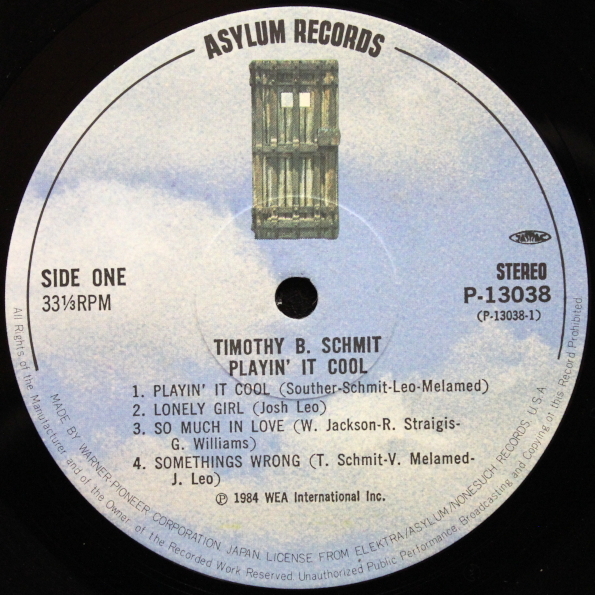 ASYLUM RECORDS
SIDE ONE
33⅓RPM
STEREO
P-13038
(P-13038-1)
TIMOTHY B. SCHMIT
PLAYIN' IT COOL
1. PLAYIN' IT COOL (Souther-Schmit-Leo-Melamed)
2. LONELY GIRL (Josh Leo)
3. SO MUCH IN LOVE (W. Jackson-R. Straigis-
G. Williams)
4. SOMETHINGS WRONG (T. Schmit-V. Melamed-
J. Leo)
℗ 1984 WEA International Inc.
MADE BY WARNER-PIONEER CORPORATION, JAPAN, LICENSE FROM ELEKTRA/ASYLUM/NONESUCH RECORDS, U.S.A.
All Rights of the Manufacturer and of the Owner of the Recorded Work Reserved. Unauthorized Public Performance, Broadcasting and Copying of this Record Prohibited.